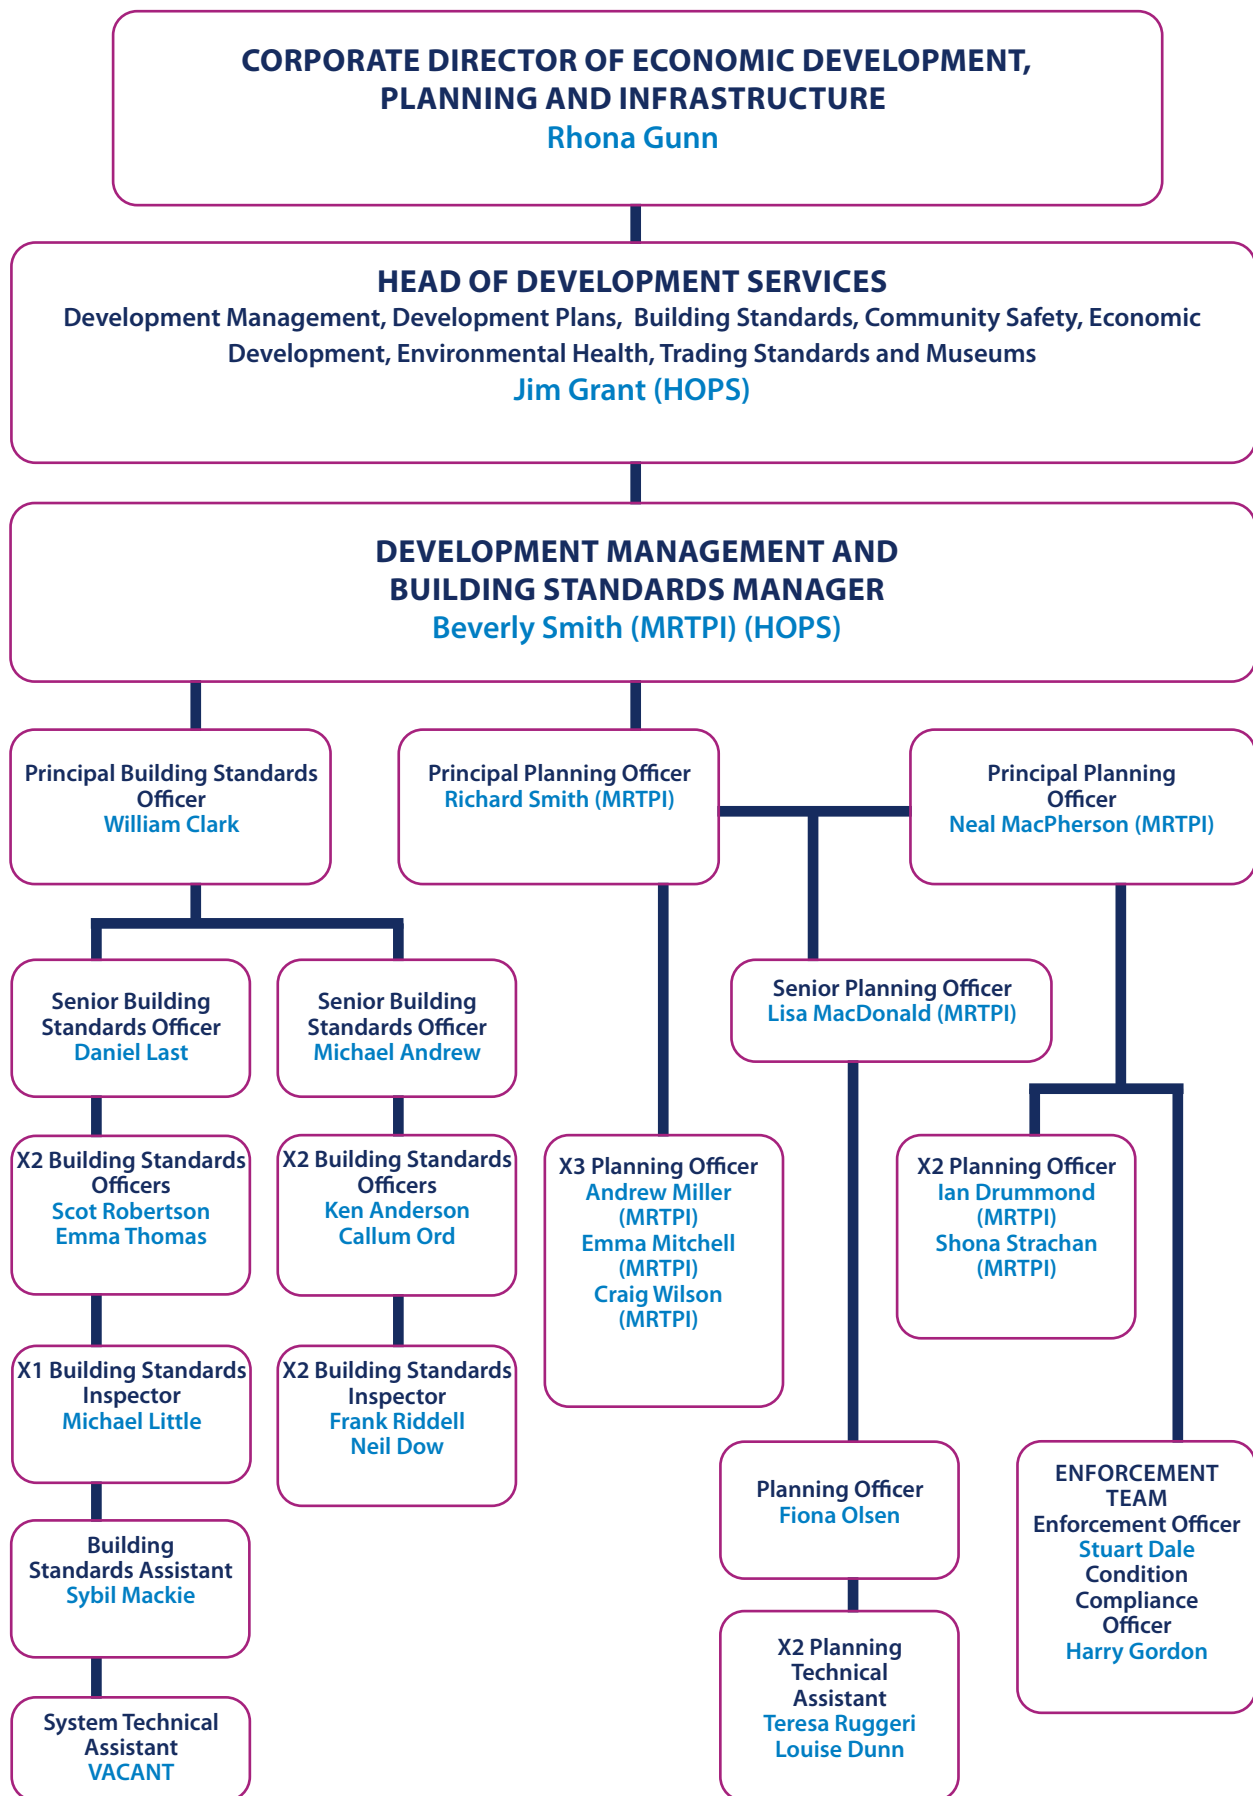 CORPORATE DIRECTOR OF ECONOMIC DEVELOPMENT,
PLANNING AND INFRASTRUCTURE
Rhona Gunn
HEAD OF DEVELOPMENT SERVICES
Development Management, Development Plans, Building Standards, Community Safety, Economic
Development, Environmental Health, Trading Standards and Museums
Jim Grant (HOPS)
DEVELOPMENT MANAGEMENT AND
BUILDING STANDARDS MANAGER
Beverly Smith (MRTPI) (HOPS)
Principal Building Standards
Officer
William Clark
Principal Planning Officer
Richard Smith (MRTPI)
Principal Planning
Officer
Neal MacPherson (MRTPI)
Senior Building
Standards Officer
Daniel Last
Senior Building
Standards Officer
Michael Andrew
Senior Planning Officer
Lisa MacDonald (MRTPI)
X2 Building Standards
Officers
Scot Robertson
Emma Thomas
X2 Building Standards
Officers
Ken Anderson
Callum Ord
X3 Planning Officer
Andrew Miller
(MRTPI)
Emma Mitchell
(MRTPI)
Craig Wilson
(MRTPI)
X2 Planning Officer
Ian Drummond
(MRTPI)
Shona Strachan
(MRTPI)
X1 Building Standards
Inspector
Michael Little
X2 Building Standards
Inspector
Frank Riddell
Neil Dow
Planning Officer
Fiona Olsen
ENFORCEMENT
TEAM
Enforcement Officer
Stuart Dale
Condition
Compliance
Officer
Harry Gordon
Building
Standards Assistant
Sybil Mackie
X2 Planning
Technical
Assistant
Teresa Ruggeri
Louise Dunn
System Technical
Assistant
VACANT